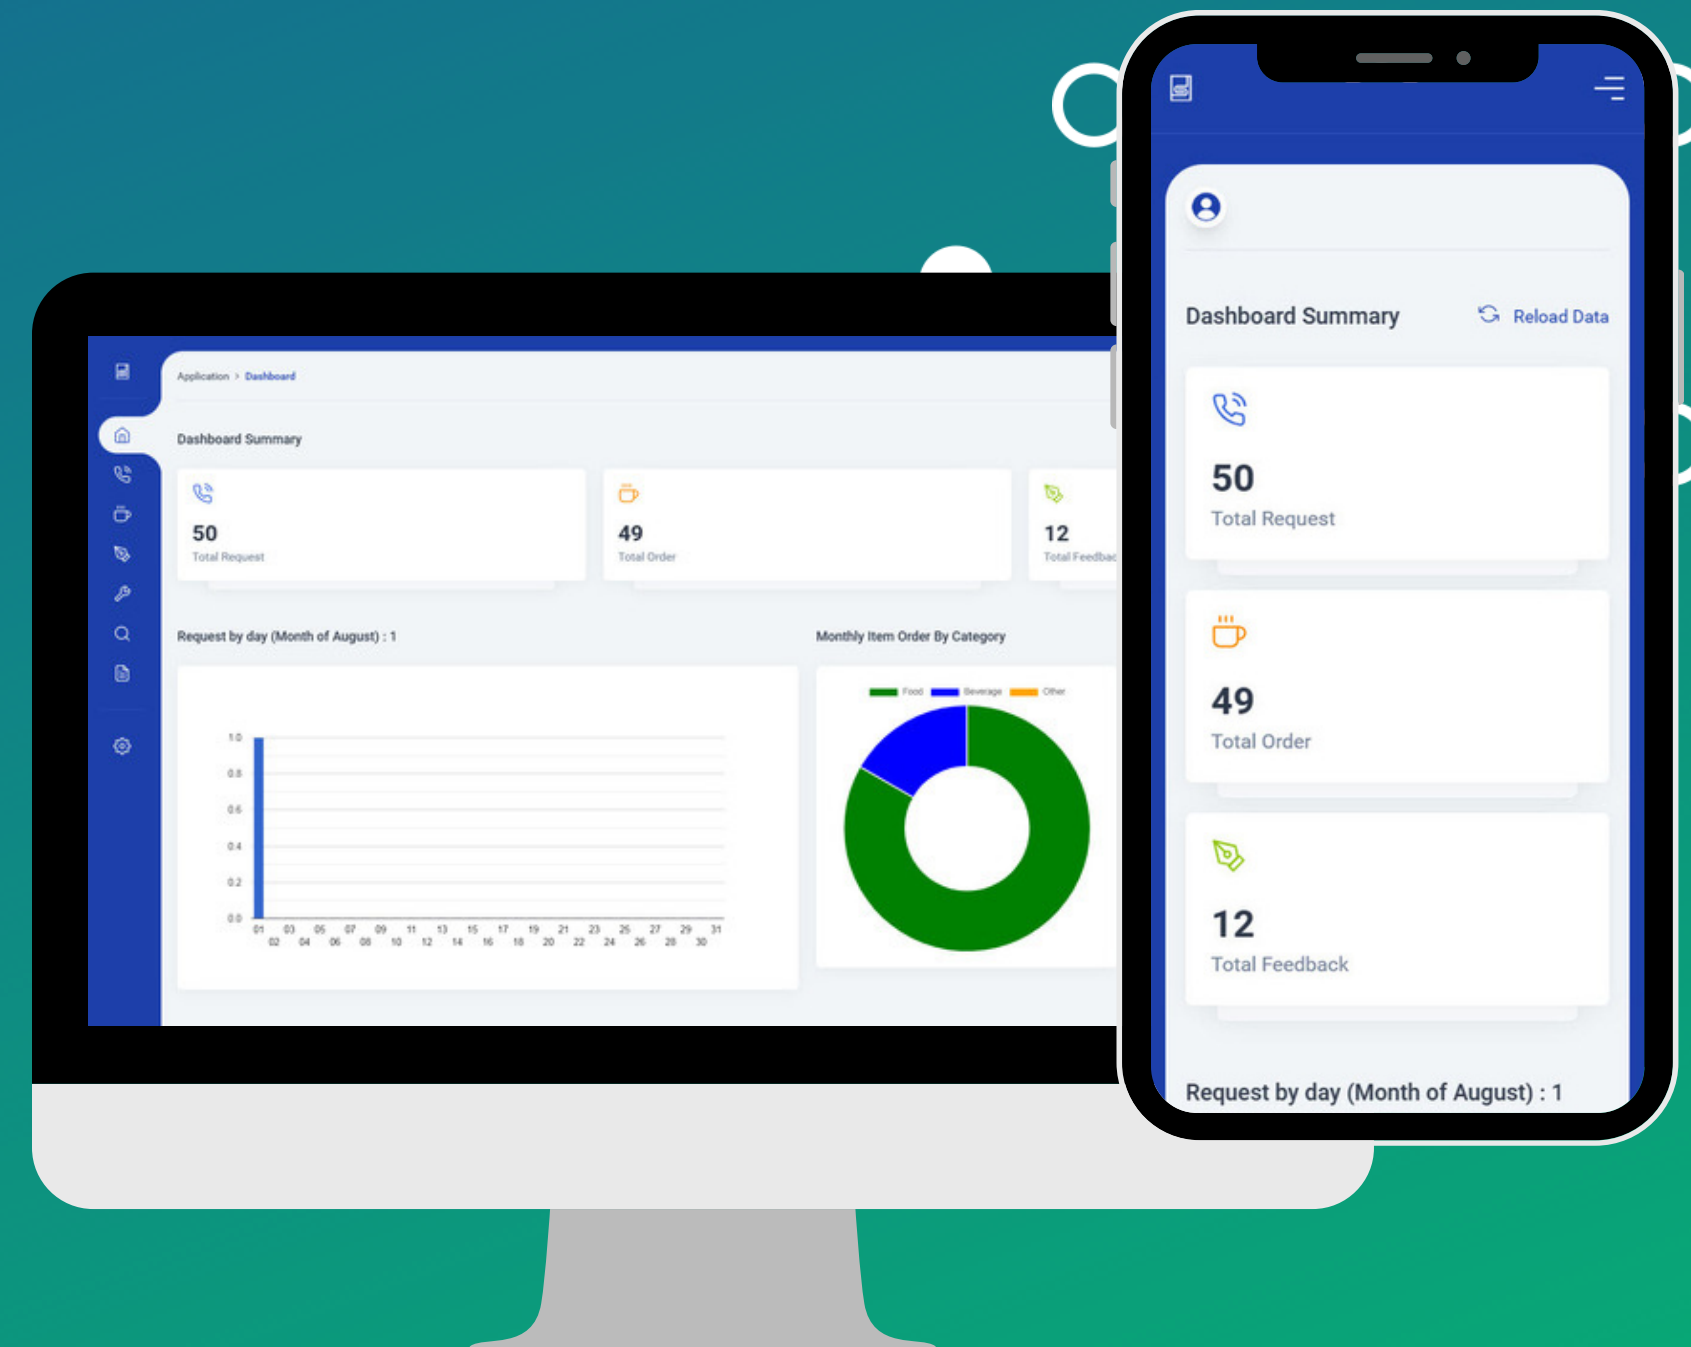 Application > Dashboard
Dashboard Summary
50
Total Request
49
Total Order
12
Total Feedbac
Request by day (Month of August) : 1
1.0
0.8
0.6
0.4
0.2
0.0
01 03 05 07 09 11 13 15 17 19 21 23 25 27 29 31
02 04 06 08 10 12 14 16 18 20 22 24 26 28 30
Monthly Item Order By Category
Food Beverage Other
Dashboard Summary
Reload Data
50
Total Request
49
Total Order
12
Total Feedback
Request by day (Month of August) : 1